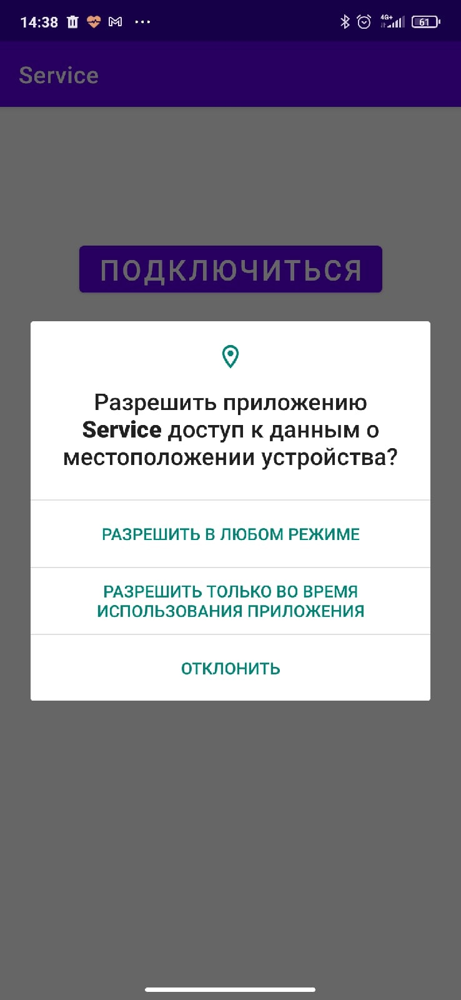 14:38
4G+
61
Service
ПОДКЛЮЧИТЬСЯ
Разрешить приложению
Service доступ к данным о
местоположении устройства?
РАЗРЕШИТЬ В ЛЮБОМ РЕЖИМЕ
РАЗРЕШИТЬ ТОЛЬКО ВО ВРЕМЯ
ИСПОЛЬЗОВАНИЯ ПРИЛОЖЕНИЯ
ОТКЛОНИТЬ